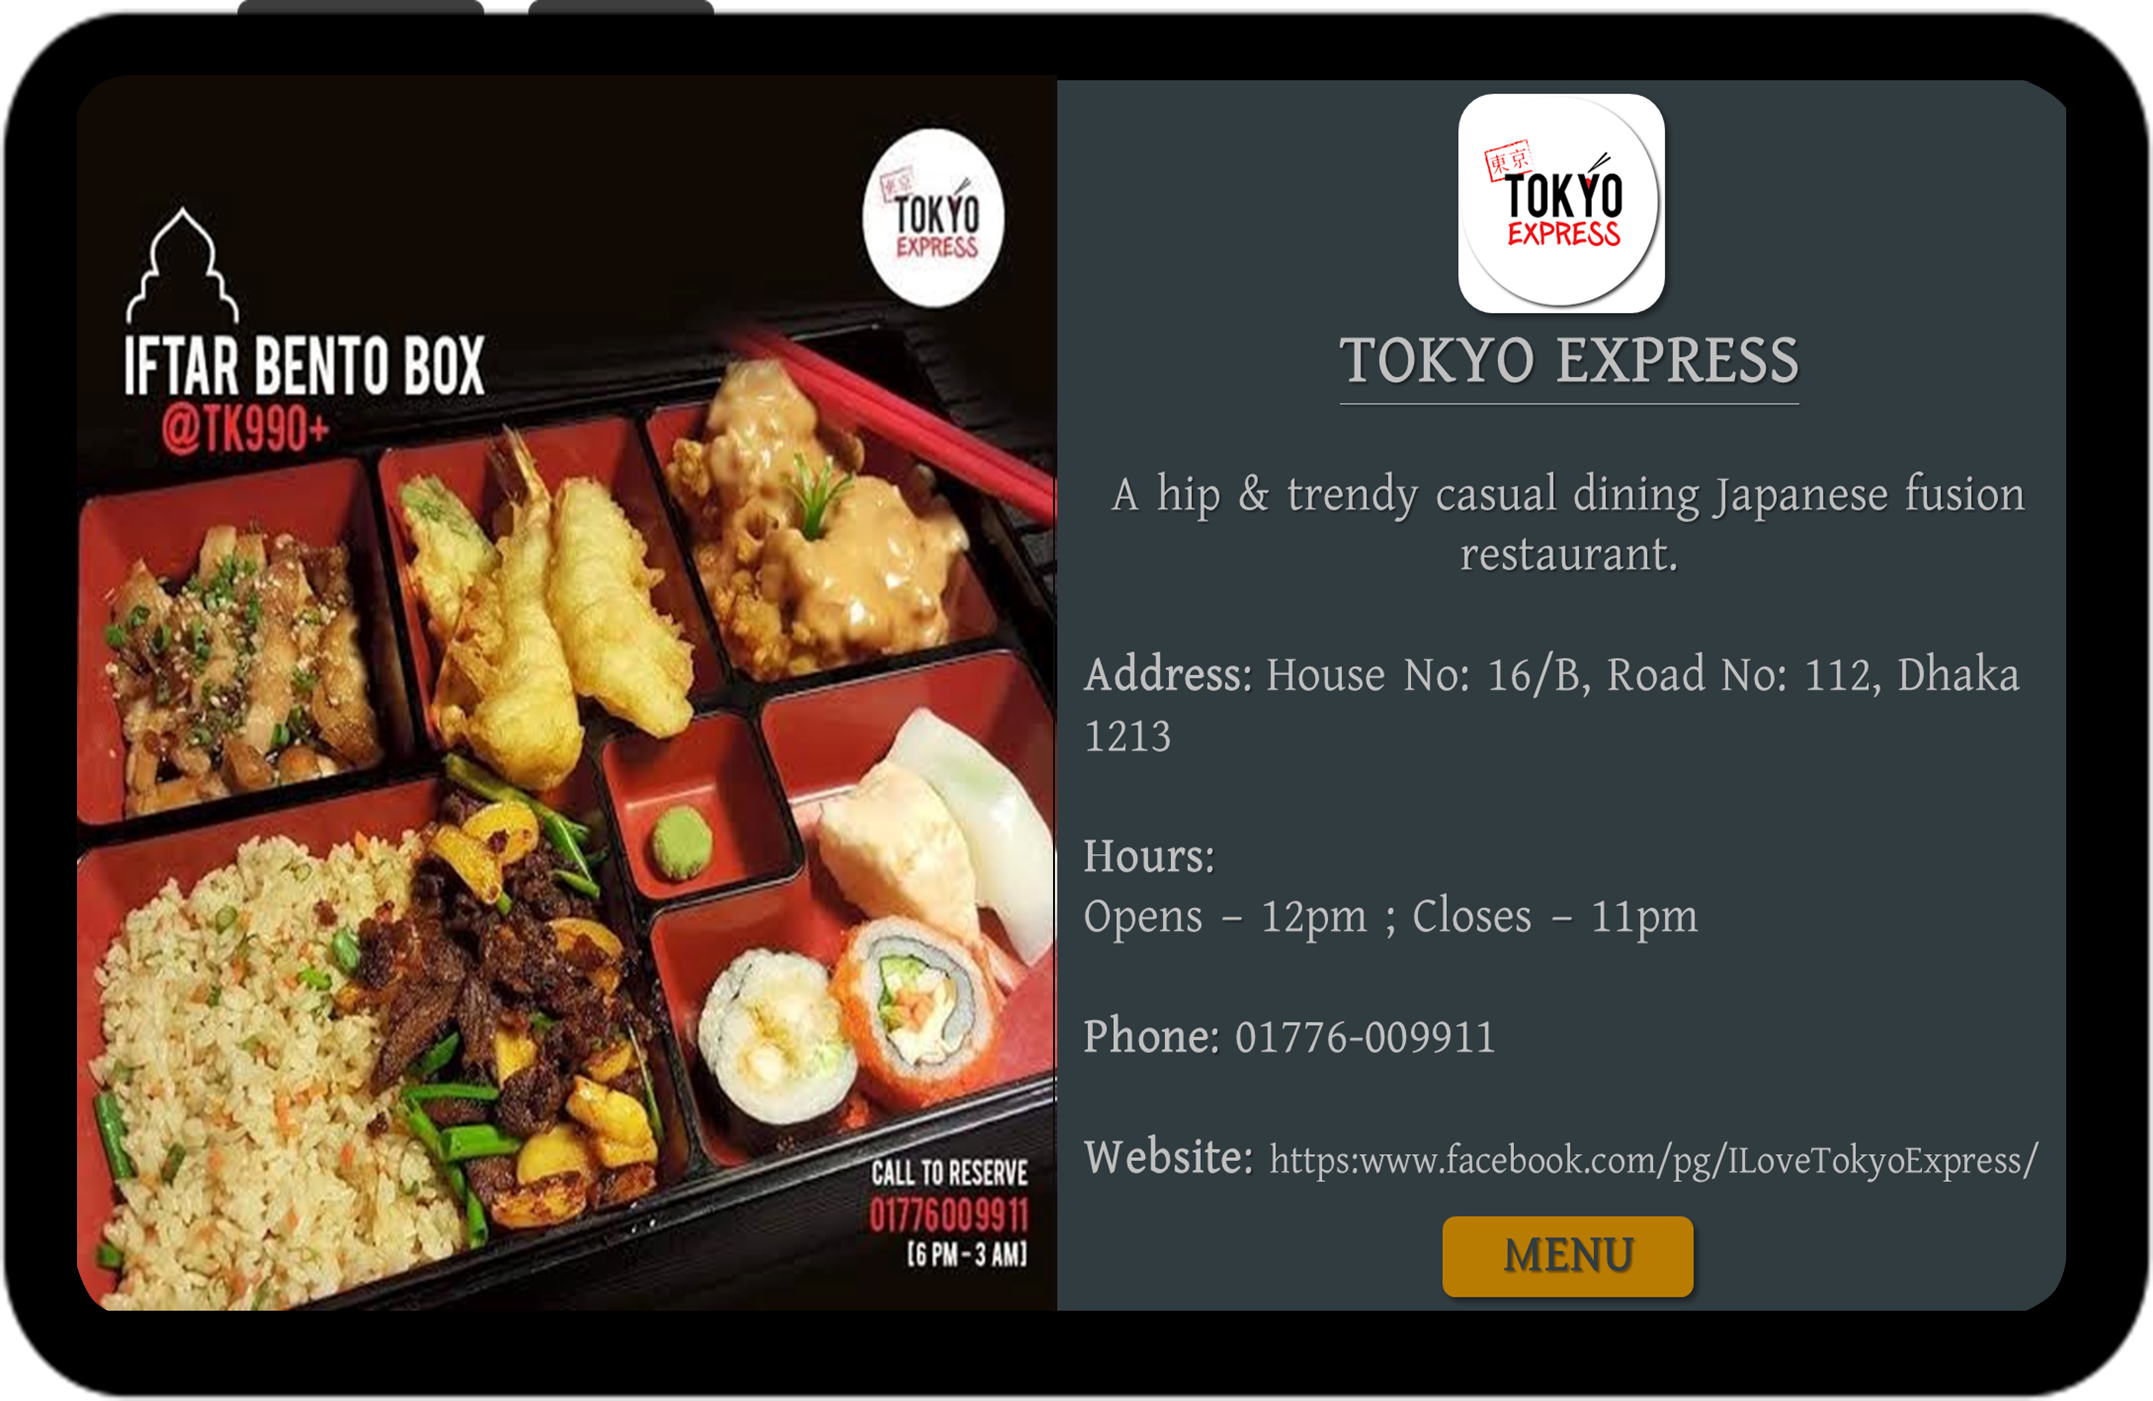 東京
TOKYO
EXPRESS
IFTAR BENTO BOX
@TK990+
CALL TO RESERVE
01776009911
[6 PM - 3 AM]
東京
TOKYO
EXPRESS
TOKYO EXPRESS
A hip & trendy casual dining Japanese fusion
restaurant.
Address: House No: 16/B, Road No: 112, Dhaka
1213
Hours:
Opens – 12pm ; Closes – 11pm
Phone: 01776-009911
Website: https:www.facebook.com/pg/ILoveTokyoExpress/
MENU